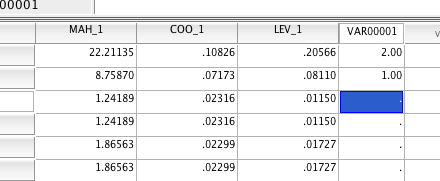 00001
MAH_1 COO_1 LEV_1 VAR00001 v
22.21135 .10826 .20566 2.00
8.75870 .07173 .08110 1.00
1.24189 .02316 .01150 .
1.24189 .02316 .01150 .
1.86563 .02299 .01727 .
1.86563 .02299 .01727 .